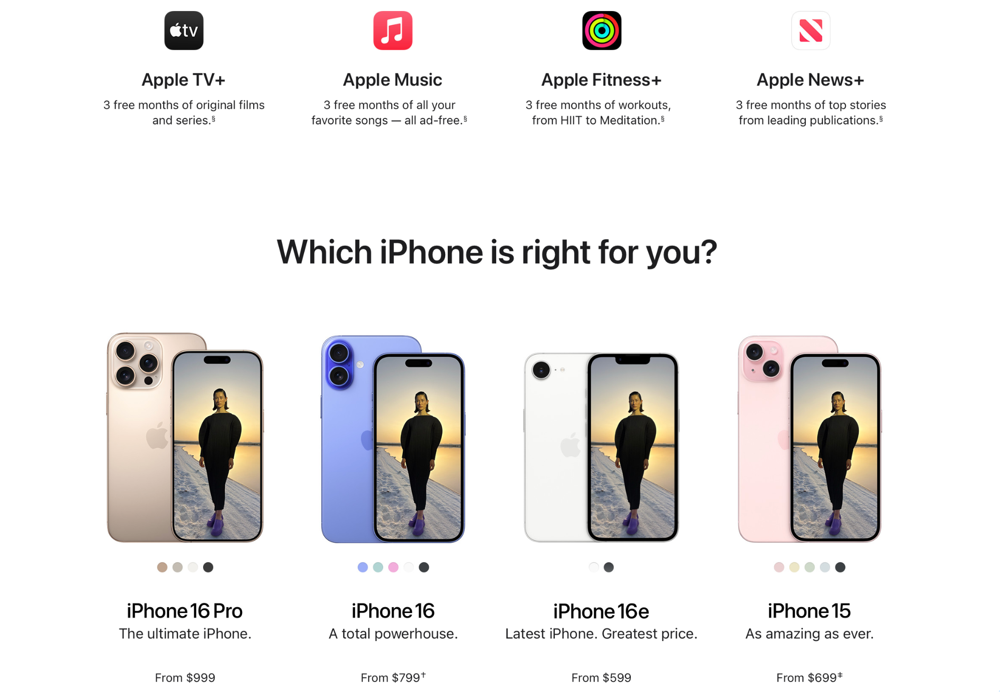 tv
Apple TV+
3 free months of original films
and series.§
Apple Music
3 free months of all your
favorite songs — all ad-free.§
Apple Fitness+
3 free months of workouts,
from HIIT to Meditation.§
Apple News+
3 free months of top stories
from leading publications.§
Which iPhone is right for you?
iPhone 16 Pro
The ultimate iPhone.
From $999
iPhone 16
A total powerhouse.
From $799†
iPhone 16e
Latest iPhone. Greatest price.
From $599
iPhone 15
As amazing as ever.
From $699‡